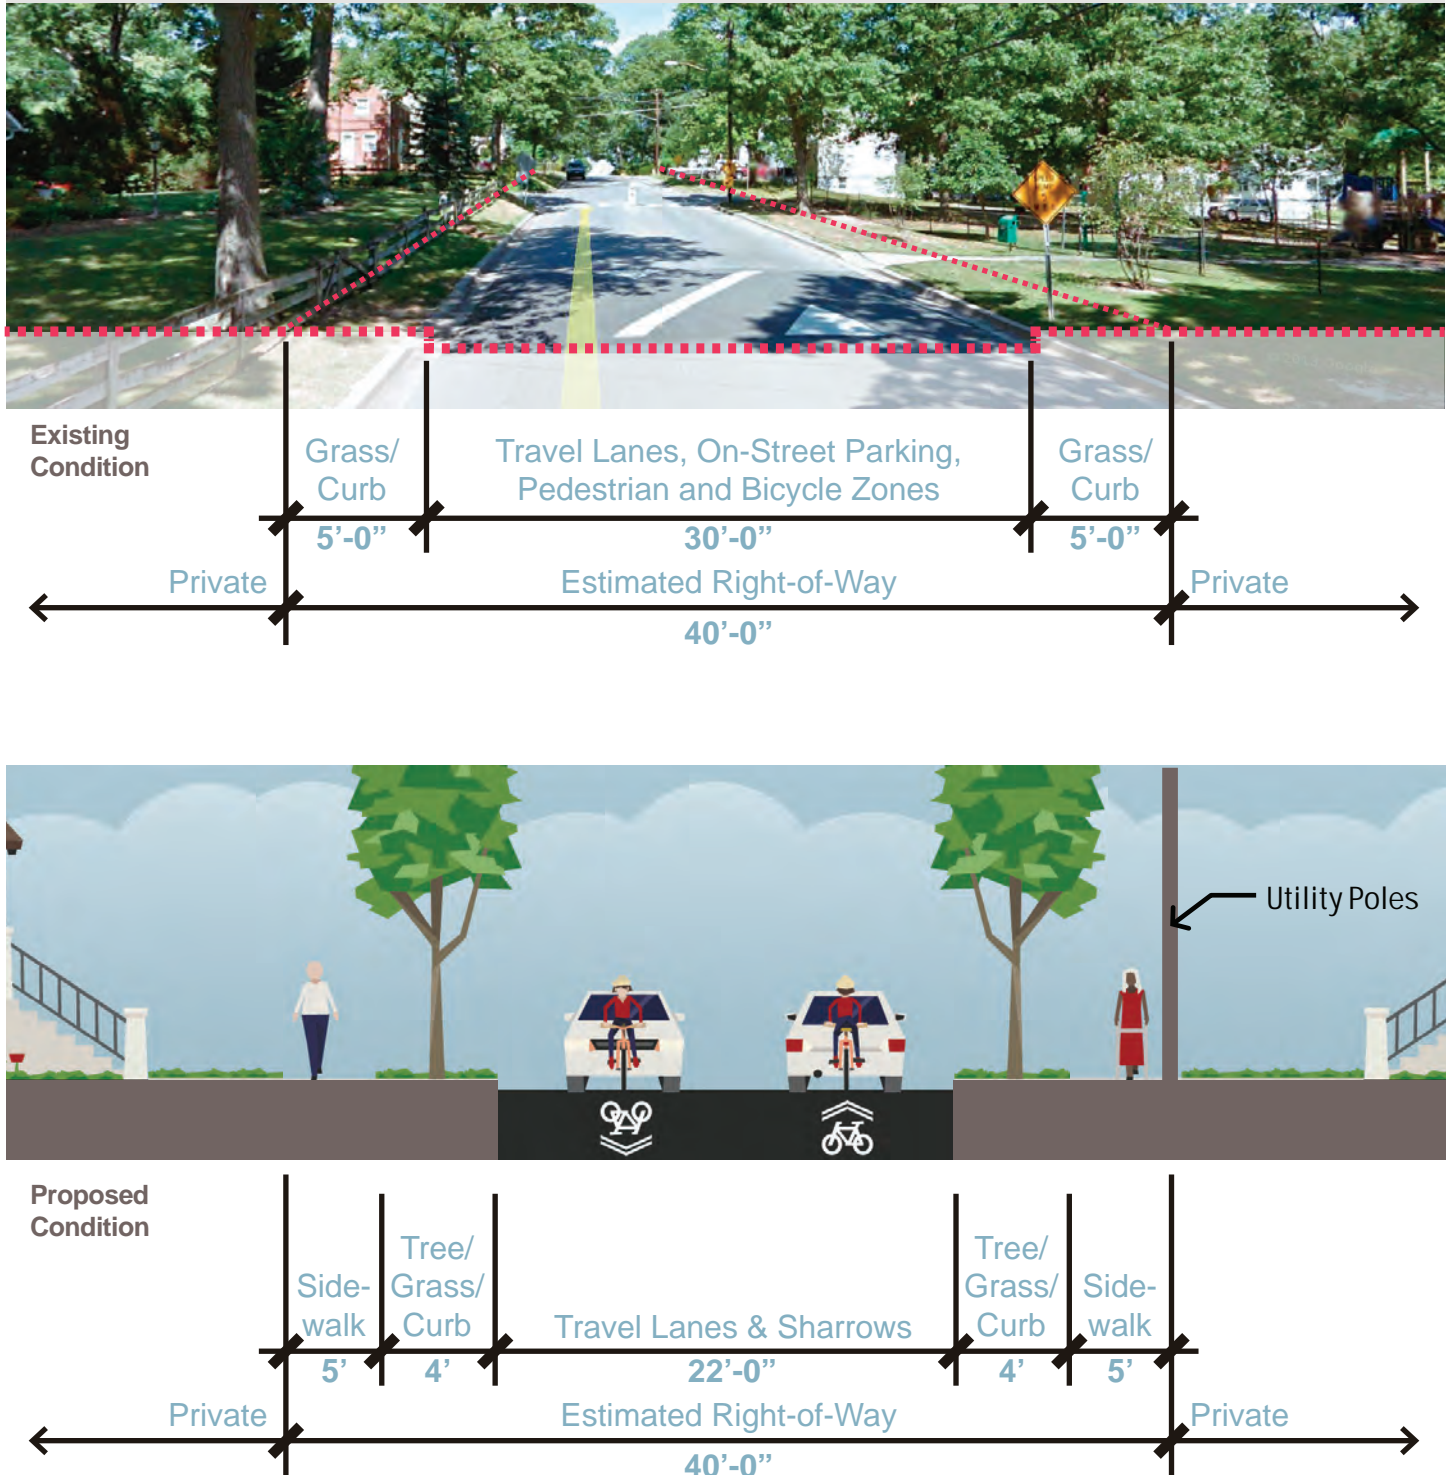 Existing
Condition
Grass/
Curb
Travel Lanes, On-Street Parking,
Pedestrian and Bicycle Zones
Grass/
Curb
5’-0”
30’-0”
5’-0”
Private
Estimated Right-of-Way
Private
40’-0”
Utility Poles
Proposed
Condition
Side-
walk
Tree/
Grass/
Curb
Travel Lanes & Sharrows
Tree/
Grass/
Curb
Side-
walk
5’
4’
22’-0”
4’
5’
Private
Estimated Right-of-Way
Private
40’-0”